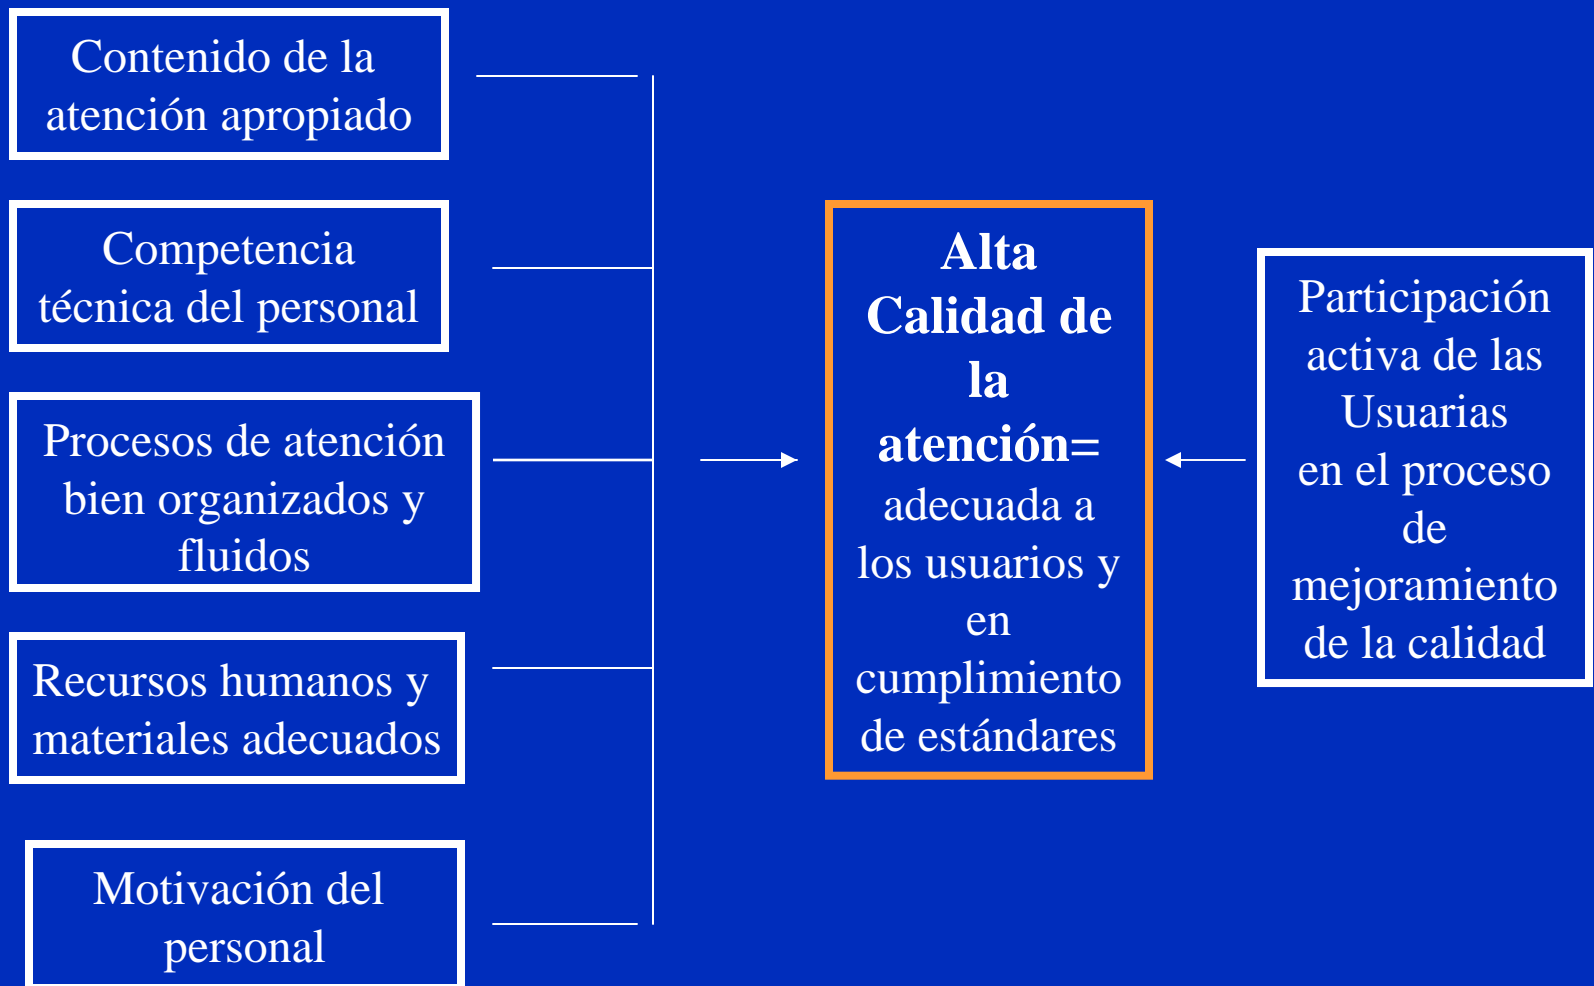 Contenido de la
atención apropiado
Competencia
técnica del personal
Procesos de atención
bien organizados y
fluidos
Recursos humanos y
materiales adecuados
Motivación del
personal
Alta
Calidad de
la
atención=
adecuada a
los usuarios y
en
cumplimiento
de estándares
Participación
activa de las
Usuarias
en el proceso
de
mejoramiento
de la calidad